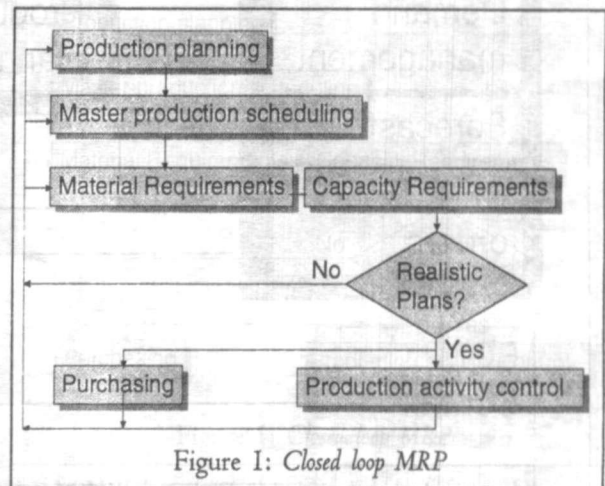 Production planning
Master production scheduling
Material Requirements
Capacity Requirements
No
Realistic
Plans?
Yes
Purchasing
Production activity control
Figure 1: Closed loop MRP